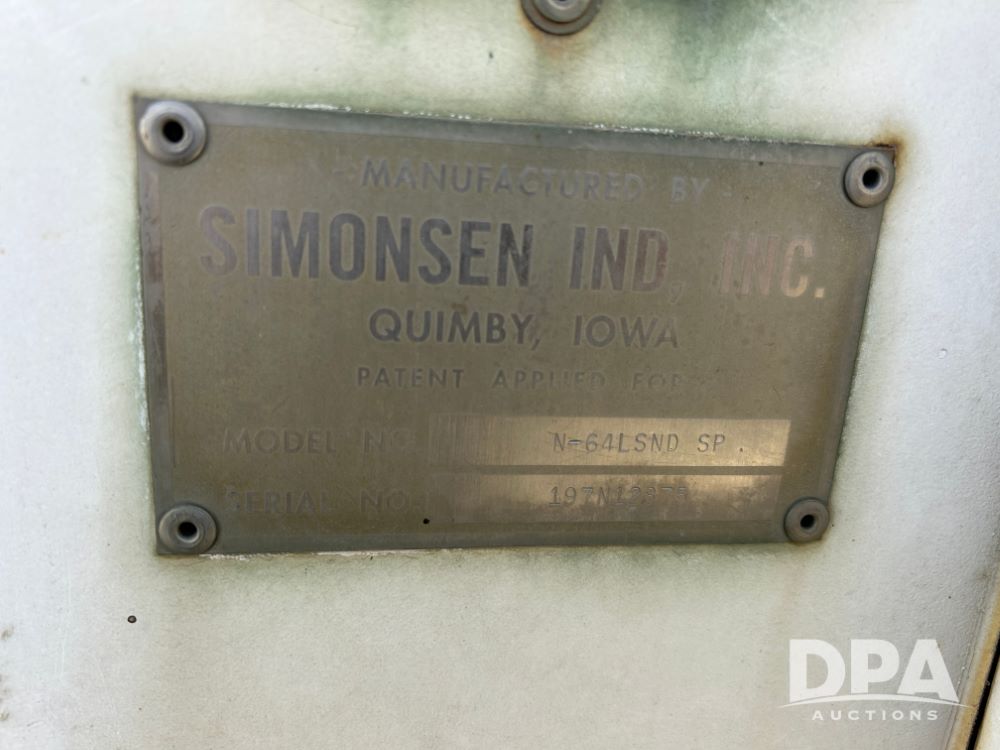 - MANUFACTURED BY -
SIMONSEN IND, INC.
QUIMBY, IOWA
PATENT APPLIED FOR
MODEL NO. N-64LSND SP
SERIAL NO.
DPA
AUCTIONS